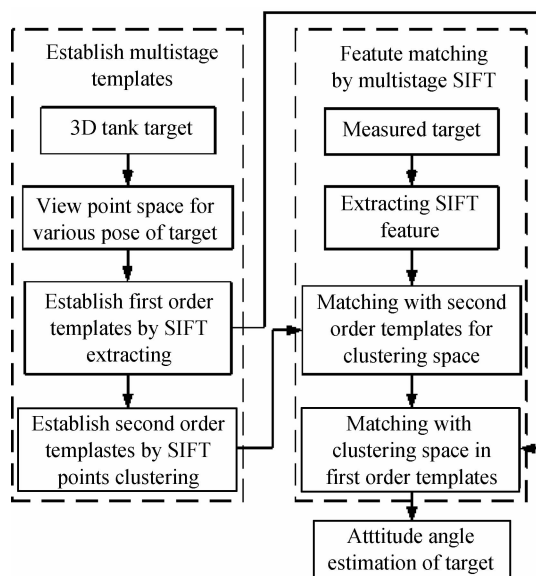 Establish multistage
templates
3D tank target
View point space for
various pose of target
Establish first order
templates by SIFT
extracting
Establish second order
templastes by SIFT
points clustering
Featute matching
by multistage SIFT
Measured target
Extracting SIFT
feature
Matching with second
order templates for
clustering space
Matching with
clustering space in
first order templates
Atttitude angle
estimation of target